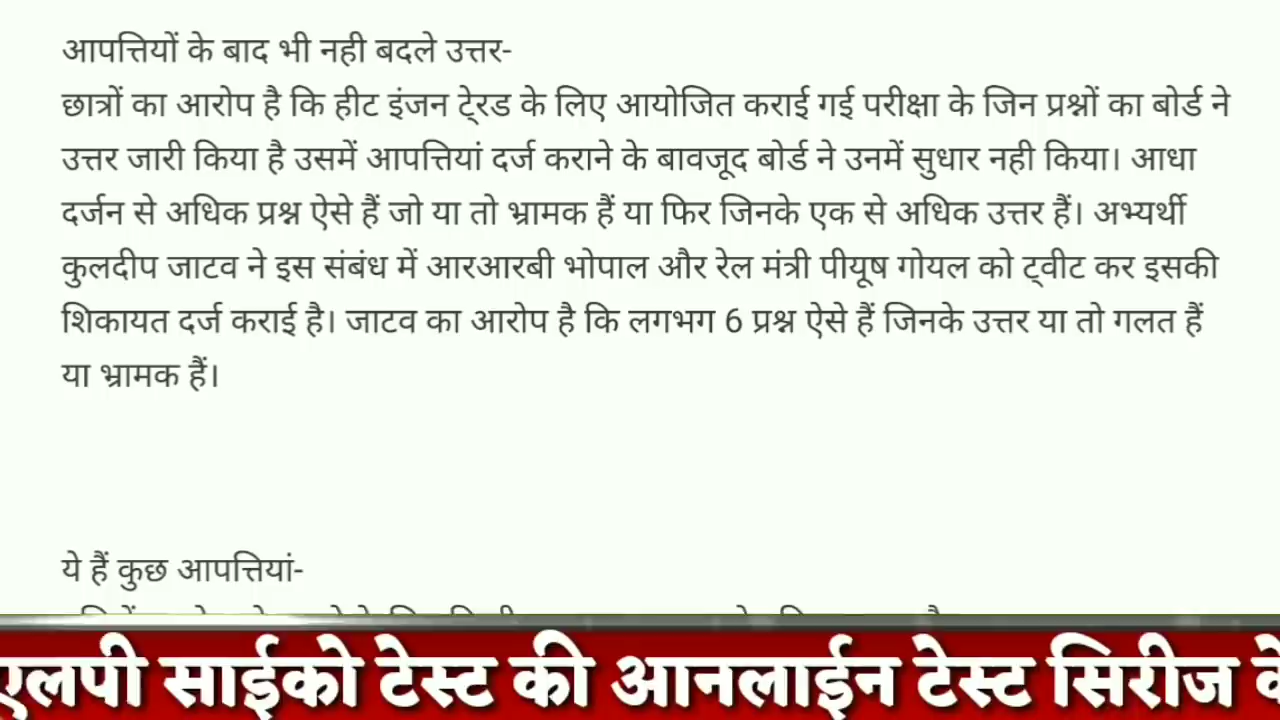 आपत्तियों के बाद भी नही बदले उत्तर-
छात्रों का आरोप है कि हीट इंजन टे्रड के लिए आयोजित कराई गई परीक्षा के जिन प्रश्नों का बोर्ड ने
उत्तर जारी किया है उसमें आपत्तियां दर्ज कराने के बावजूद बोर्ड ने उनमें सुधार नही किया। आधा
दर्जन से अधिक प्रश्न ऐसे हैं जो या तो भ्रामक हैं या फिर जिनके एक से अधिक उत्तर हैं। अभ्यर्थी
कुलदीप जाटव ने इस संबंध में आरआरबी भोपाल और रेल मंत्री पीयूष गोयल को ट्वीट कर इसकी
शिकायत दर्ज कराई है। जाटव का आरोप है कि लगभग 6 प्रश्न ऐसे हैं जिनके उत्तर या तो गलत हैं
या भ्रामक हैं।
ये हैं कुछ आपत्तियां-
एलपी साईको टेस्ट की आनलाईन टेस्ट सिरीज के